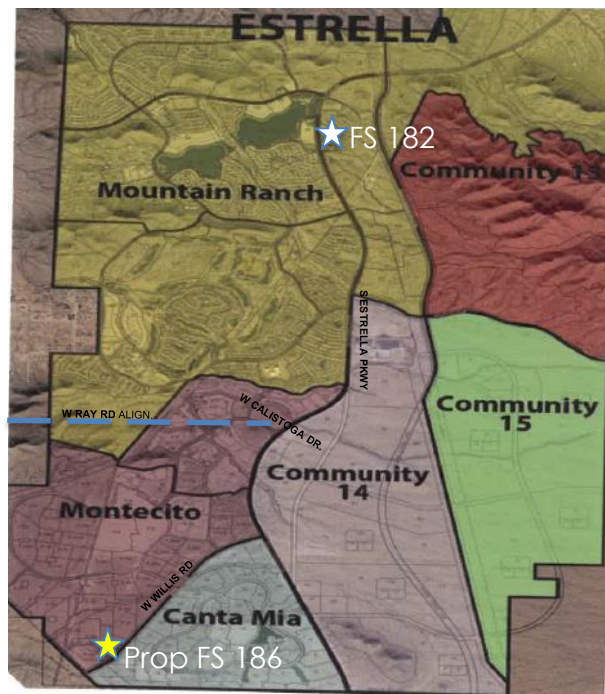 ESTRELLA
FS 182
Community 13
Mountain Ranch
S ESTRELLA PKWY
W RAY RD ALIGN.
W CALISTOGA DR.
Community
15
Community
14
Montecito
W WILLIS RD
Canta Mia
Prop FS 186